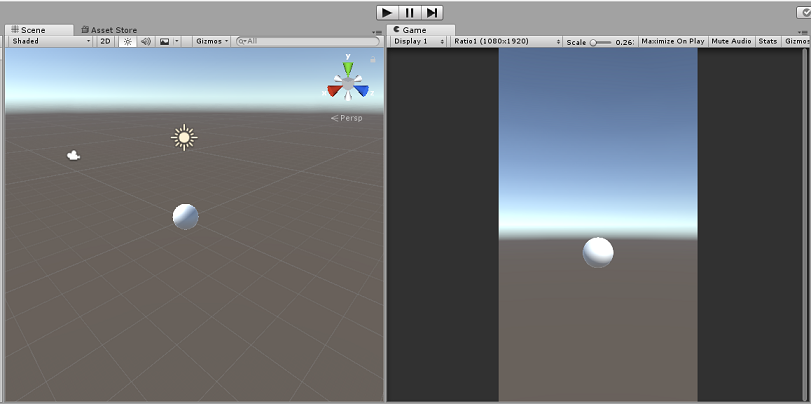 Scene
Asset Store
Game
Shaded
2D
Gizmos
All
Display 1
Ratio1 (1080x1920)
Scale
0.26
Maximize On Play
Mute Audio
Stats
Gizmos
y
Persp